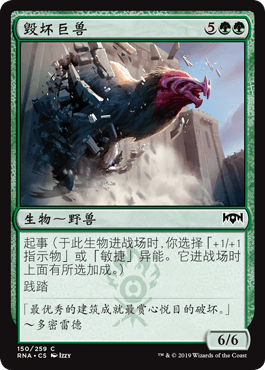 毁坏巨兽 5
生物～野兽
起事（于此生物进战场时，你选择「+1/+1
指示物」或「敏捷」异能。它进战场时
上面有所选加成。）
践踏
「最优秀的建筑成就最赏心悦目的破坏。」
～多密雷德
6/6
150/259 C
RNA • CS Izzy
™ & © 2019 Wizards of the Coast